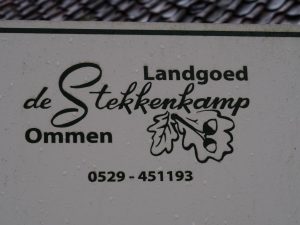 Landgoed
de Stekkenkamp
Ommen
0529 - 451193